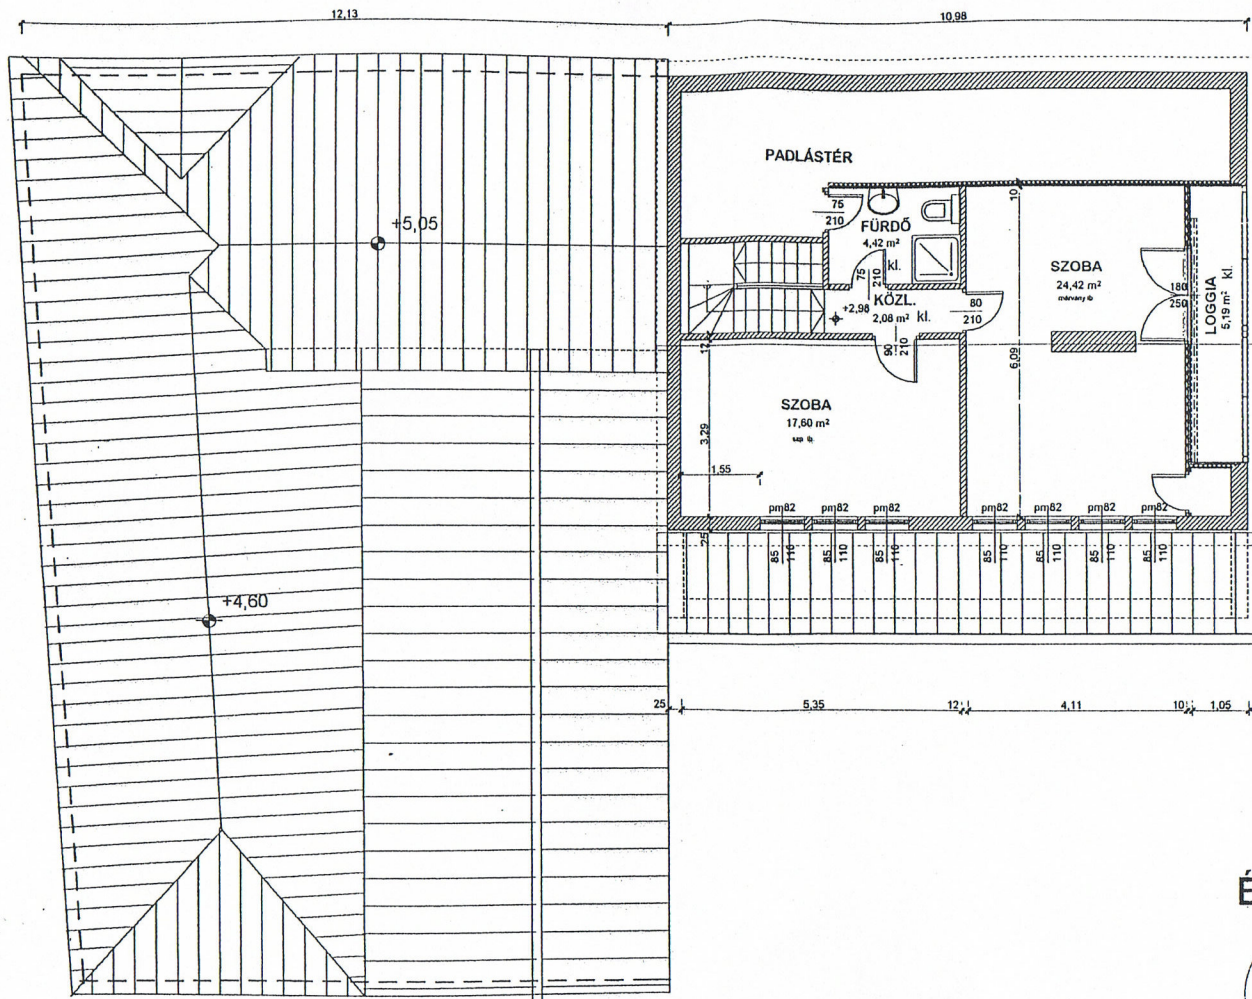 12,13
10,98
PADLÁSTÉR
+5,05
75
210
FÜRDŐ
4,42 m²
kl.
75
210
KÖZL.
2,08 m²
kl.
+2,98
80
210
90
210
SZOBA
24,42 m²
10
6,09
180
250
LOGGIA
5,19 m²
kl.
12
3,29
25
1,55
SZOBA
17,60 m²
pm82
pm82
pm82
pm82
pm82
pm82
pm82
85
110
85
110
85
110
85
110
85
110
85
110
85
110
+4,60
25
5,35
12
4,11
10
1,05
É